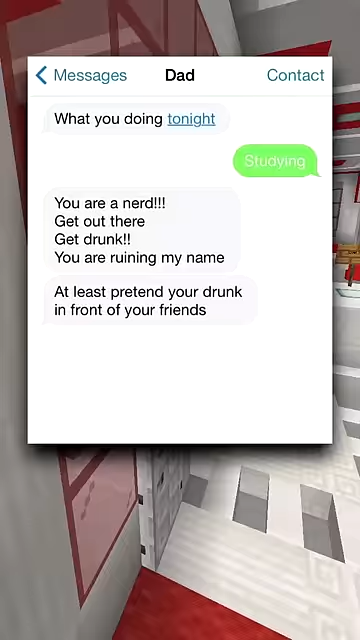 Messages
Dad
Contact
What you doing tonight
Studying
You are a nerd!!!
Get out there
Get drunk!!
You are ruining my name
At least pretend your drunk
in front of your friends